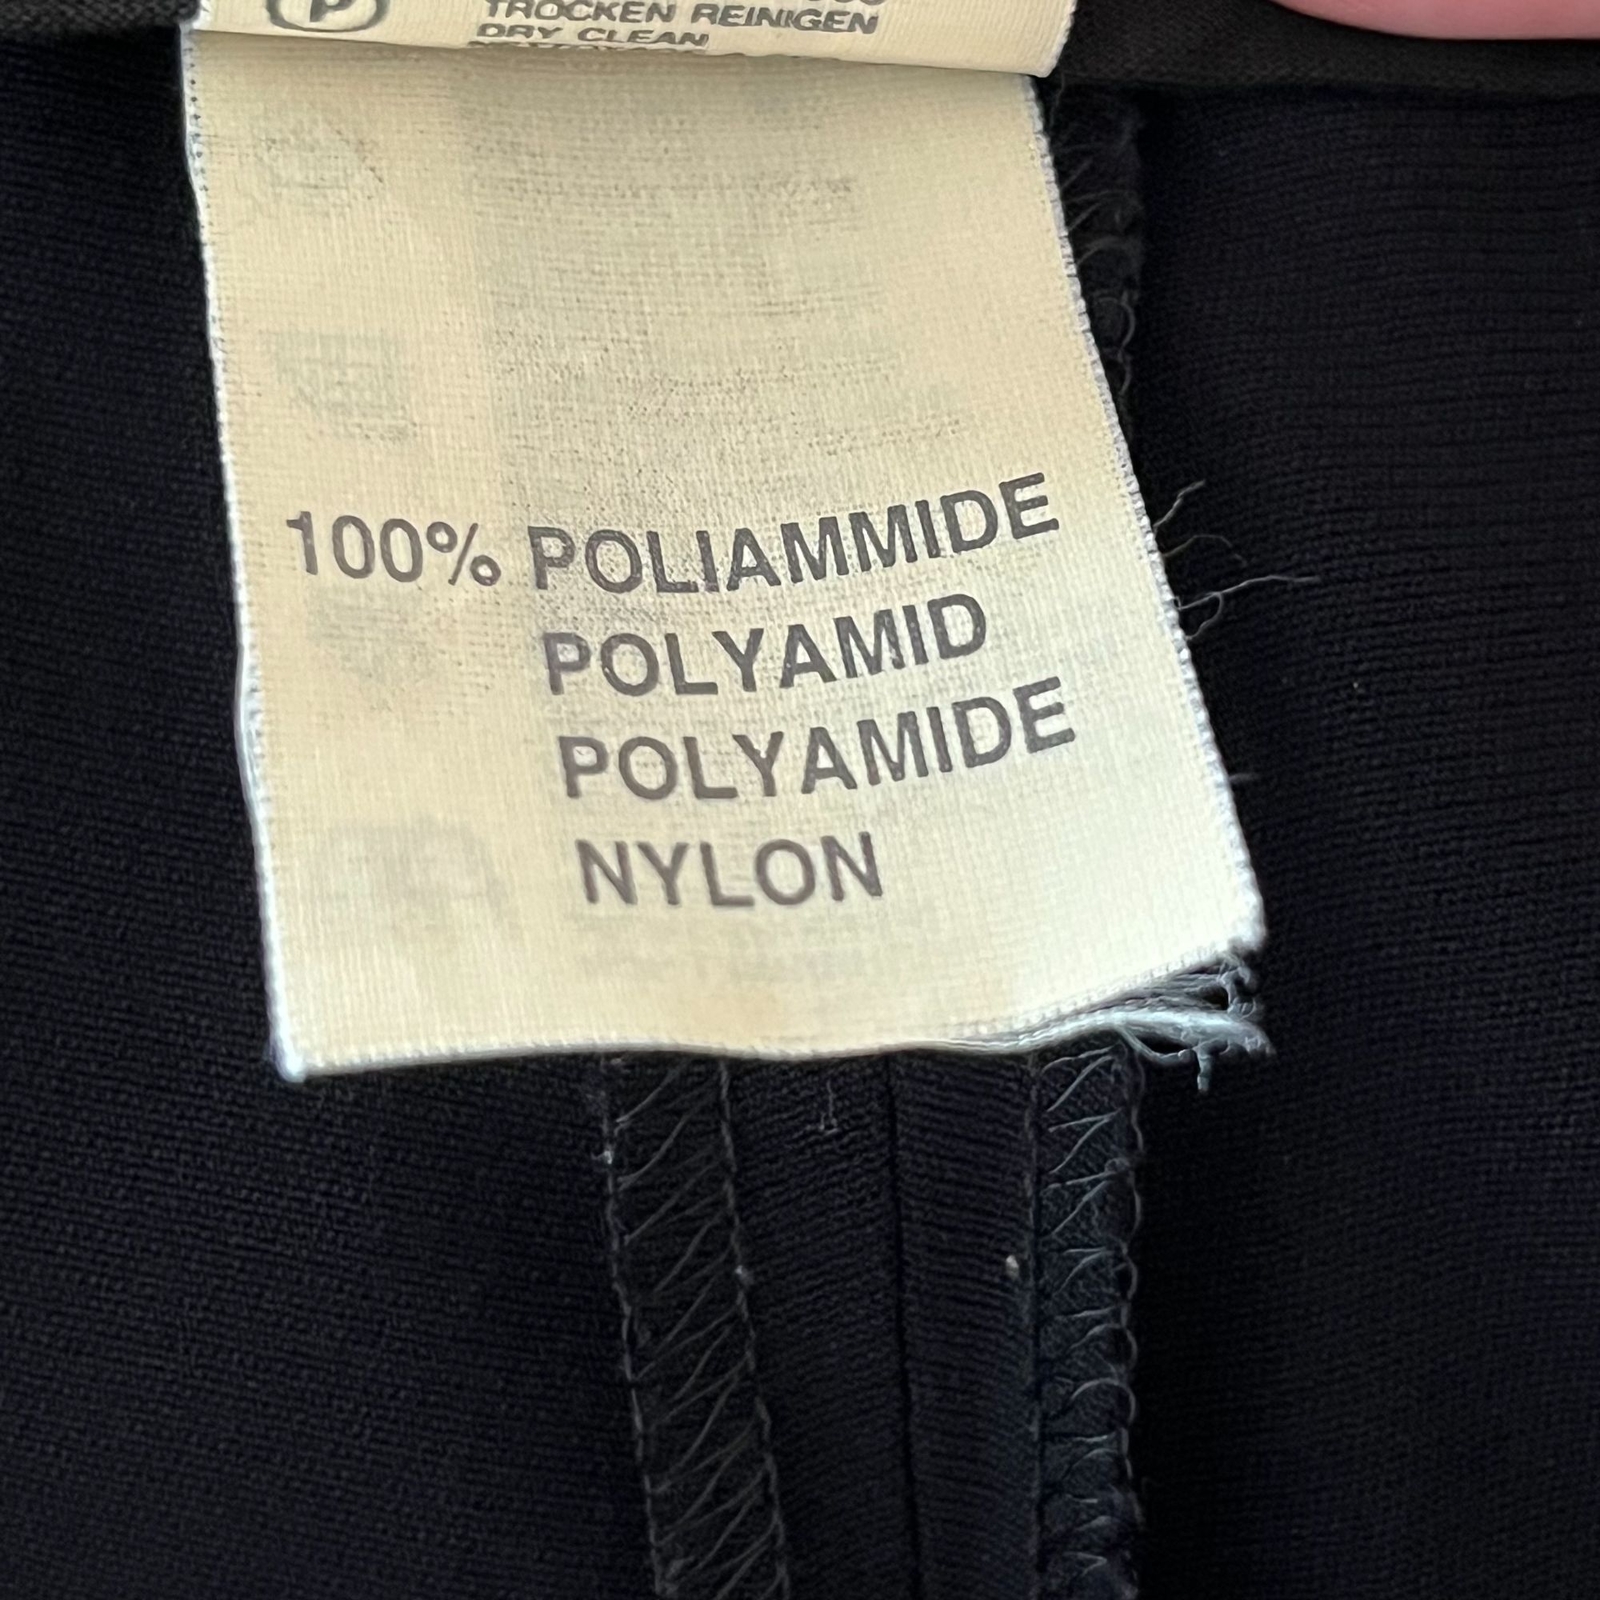 P
TROCKEN REINIGEN
DRY CLEAN
100% POLIAMMIDE
POLYAMID
POLYAMIDE
NYLON